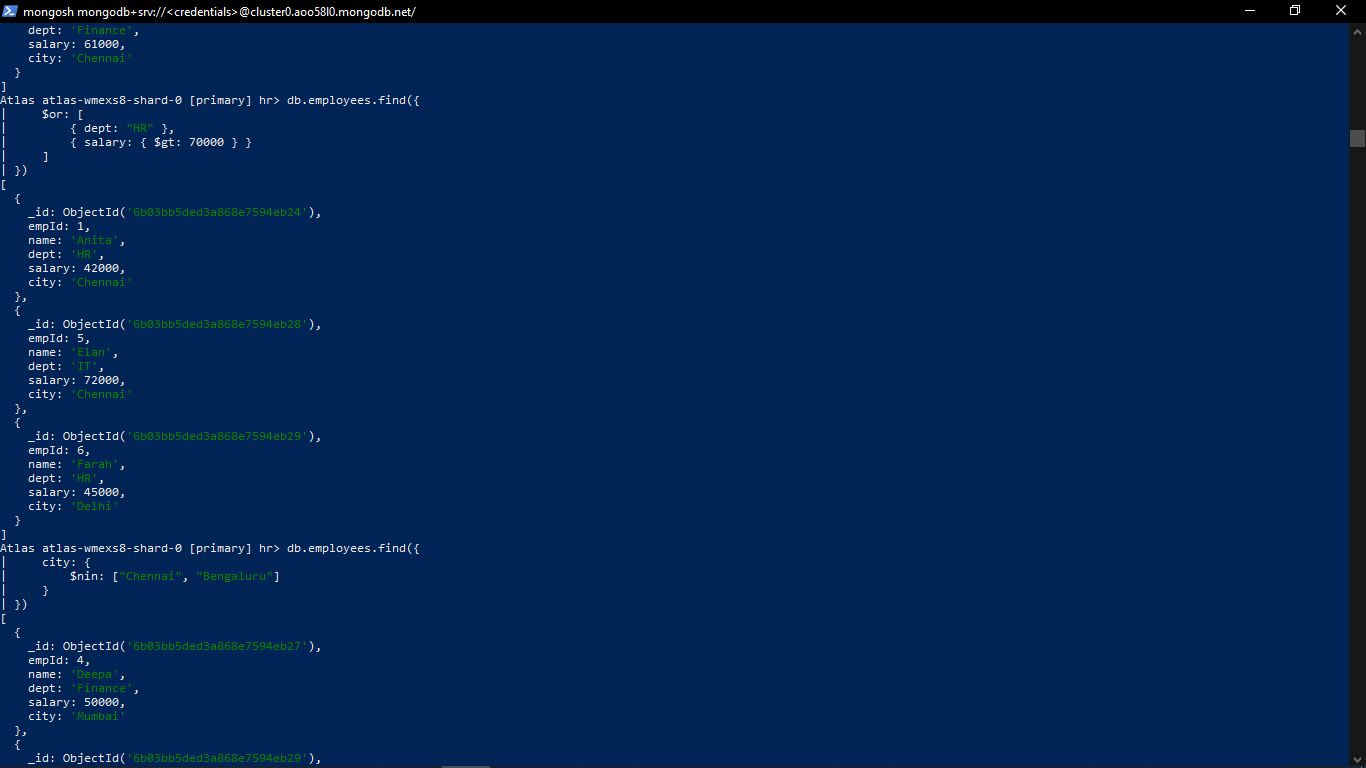 mongosh mongodb+srv://<credentials>@cluster0.aoo58l0.mongodb.net/
    dept: 'Finance',
    salary: 61000,
    city: 'Chennai'
  }
]
Atlas atlas-wmexs8-shard-0 [primary] hr> db.employees.find({
|     $or: [
|         { dept: "HR" },
|         { salary: { $gt: 70000 } }
|     ]
| })
[
  {
    _id: ObjectId('6b03bb5ded3a868e7594eb24'),
    empId: 1,
    name: 'Anita',
    dept: 'HR',
    salary: 42000,
    city: 'Chennai'
  },
  {
    _id: ObjectId('6b03bb5ded3a868e7594eb28'),
    empId: 5,
    name: 'Elan',
    dept: 'IT',
    salary: 72000,
    city: 'Chennai'
  },
  {
    _id: ObjectId('6b03bb5ded3a868e7594eb29'),
    empId: 6,
    name: 'Farah',
    dept: 'HR',
    salary: 45000,
    city: 'Delhi'
  }
]
Atlas atlas-wmexs8-shard-0 [primary] hr> db.employees.find({
|     city: {
|         $nin: ["Chennai", "Bengaluru"]
|     }
| })
[
  {
    _id: ObjectId('6b03bb5ded3a868e7594eb27'),
    empId: 4,
    name: 'Deepa',
    dept: 'Finance',
    salary: 50000,
    city: 'Mumbai'
  },
  {
    _id: ObjectId('6b03bb5ded3a868e7594eb29'),